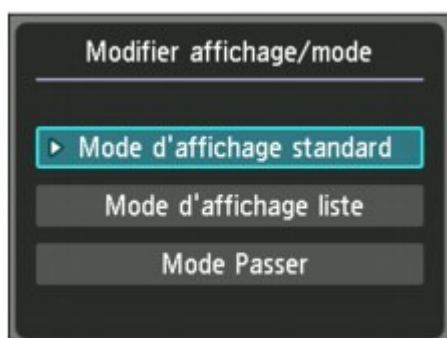 Modifier affichage/mode
Mode d'affichage standard
Mode d'affichage liste
Mode Passer